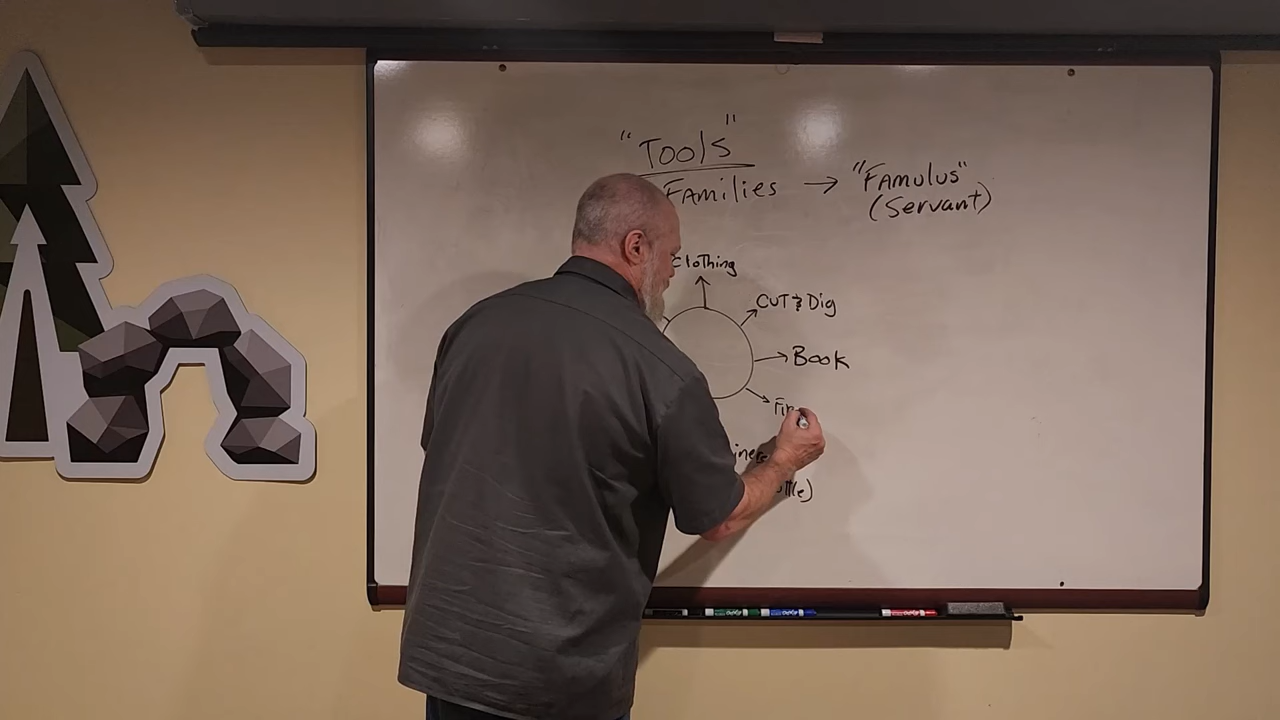 "Tools"
Families → "Famulus"
(Servant)
Clothing
CUT & Dig
Book